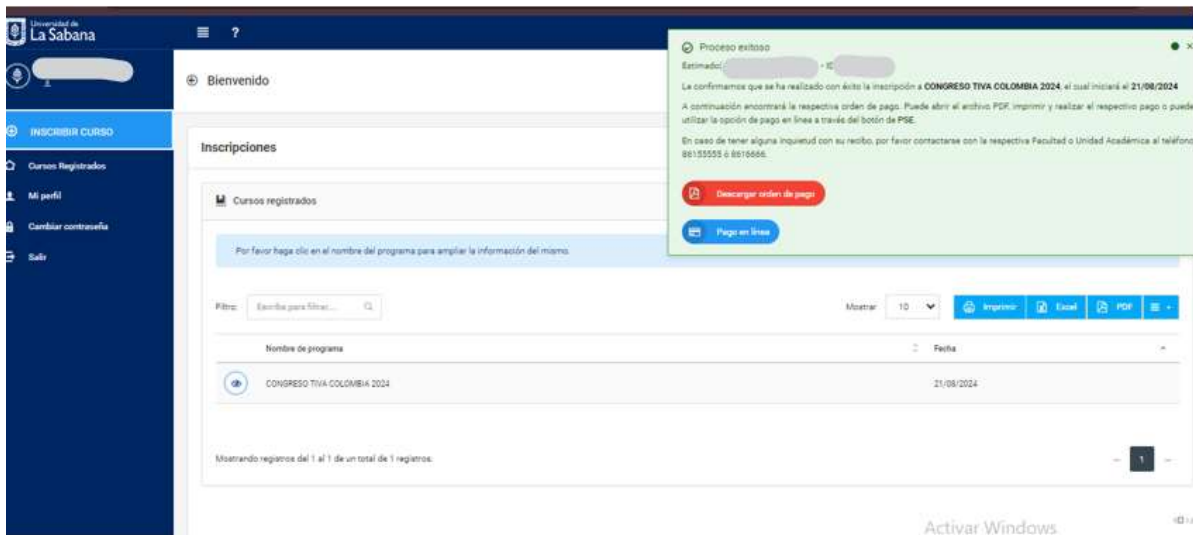 Universidad de
La Sabana
?
Bienvenido
INSCRIBIR CURSO
Cursos Registrados
Mi perfil
Cambiar contraseña
Salir
Inscripciones
Cursos registrados
Por favor haga clic en el nombre del programa para ampliar la información del mismo.
Proceso exitoso
Estimado(
Le confirmamos que se ha realizado con éxito la inscripción a CONGRESO TIVA COLOMBIA 2024, el cual iniciará el 21/08/2024
A continuación encontrará la respectiva orden de pago. Puede abrir el archivo PDF, imprimir y realizar el respectivo pago o puede
utilizar la opción de pago en línea a través del botón de PSE.
En caso de tener alguna inquietud con su recibo, por favor contactarse con la respectiva Facultad o Unidad Académica al teléfono
86155555 ó 8616666.
Descargar orden de pago
Pago en línea
Filtro: Escriba para filtrar...
Mostrar 10 Imprimir Excel PDF
Nombre de programa Fecha
CONGRESO TIVA COLOMBIA 2024 21/08/2024
Mostrando registros del 1 al 1 de un total de 1 registros.
1
Activar Windows